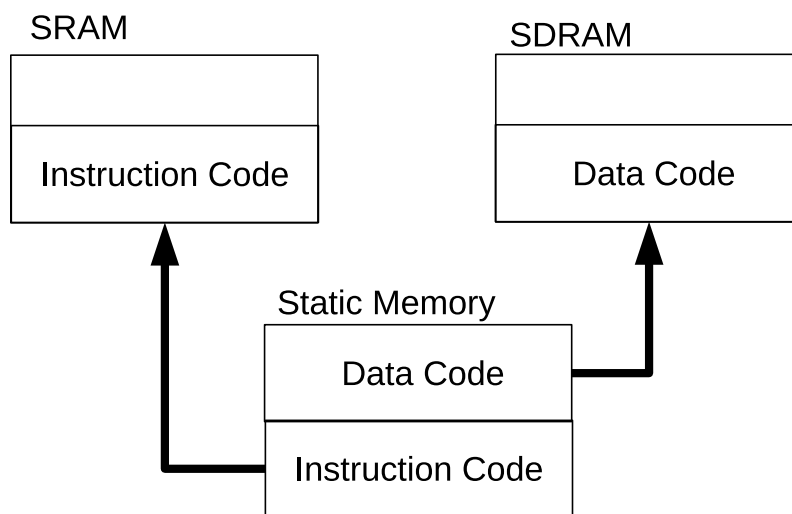 SRAM
SDRAM
Instruction Code
Data Code
Static Memory
Data Code
Instruction Code